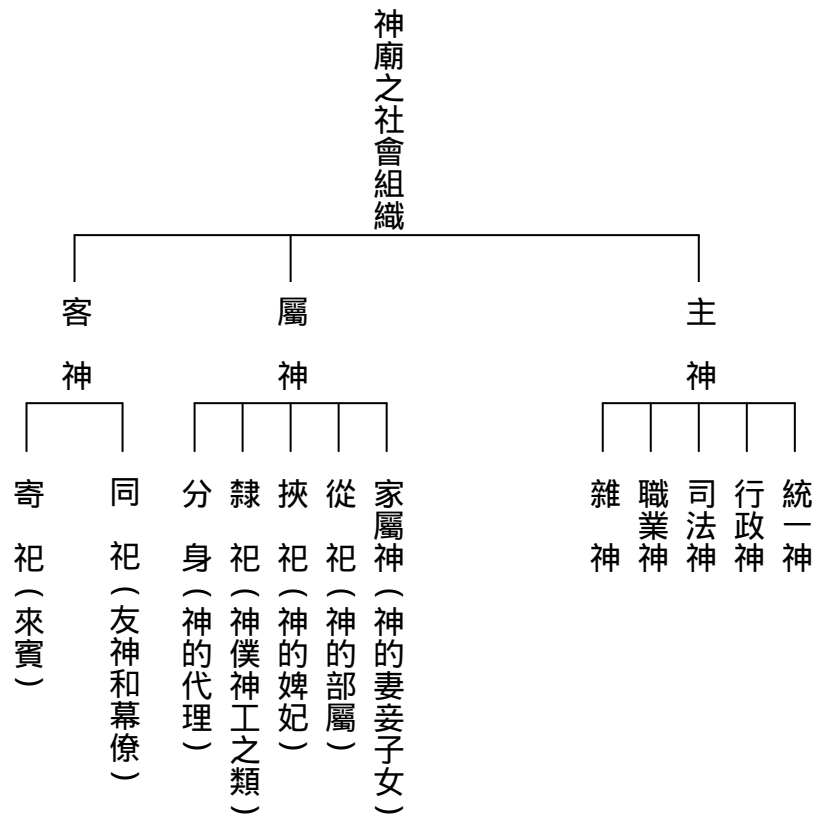 神廟之社會組織
主神
屬神
客神
統一神
行政神
司法神
職業神
雜神
家屬神（神的妻妾子女）
從祀（神的部屬）
挾祀（神的婢妃）
隸祀（神僕神工之類）
分身（神的代理）
同祀（友神和幕僚）
寄祀（來賓）